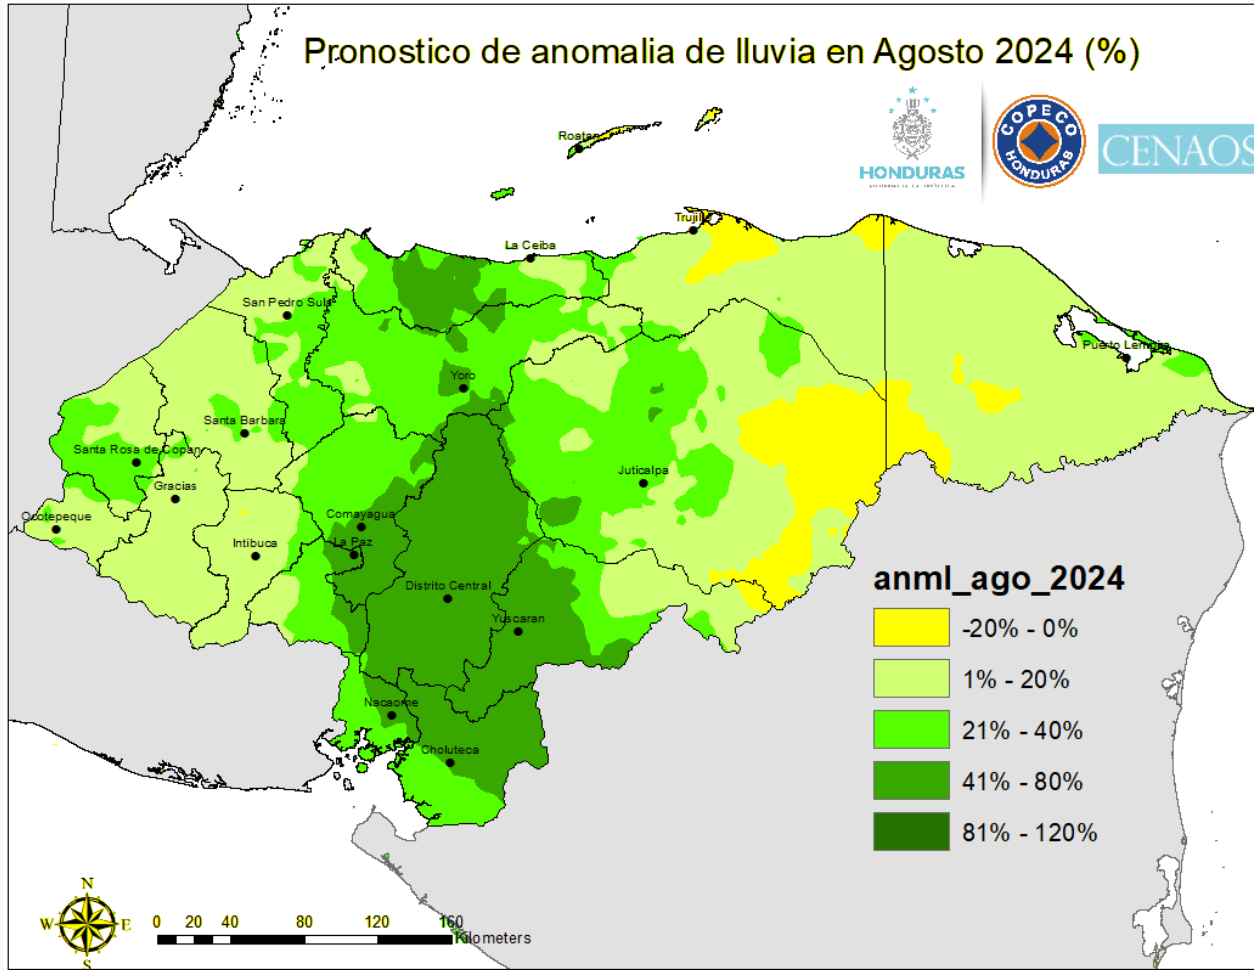 Pronostico de anomalia de lluvia en Agosto 2024 (%)
HONDURAS
COPECO
HONDURAS
CENAOS
Roatan
Trujill
La Ceiba
San Pedro Sula
Puerto Lempira
Yoro
Santa Barbara
Santa Rosa de Copan
Juticalpa
Gracias
Ocotepeque
Comayagua
La Paz
Intibuca
Distrito Central
Yuscaran
Nacaome
Choluteca
anml_ago_2024
-20% - 0%
1% - 20%
21% - 40%
41% - 80%
81% - 120%
N
W E
S
0 20 40 80 120 160
Kilometers